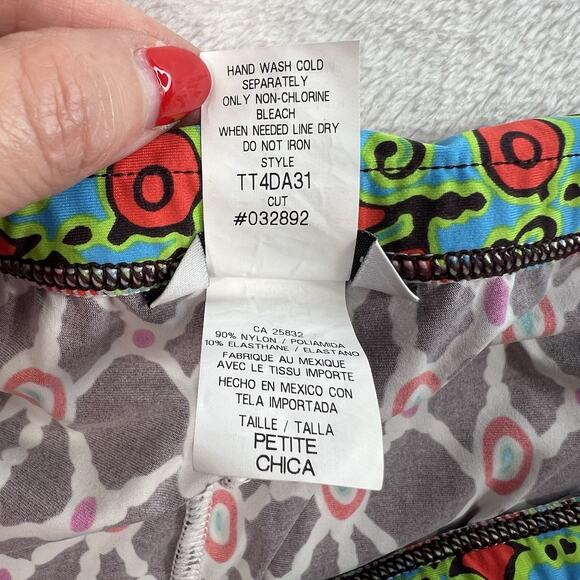 HAND WASH COLD
SEPARATELY
ONLY NON-CHLORINE
BLEACH
WHEN NEEDED LINE DRY
DO NOT IRON
STYLE
TT4DA31
CUT
#032892
CA 25832
90% NYLON / POLIAMIDA
10% ELASTHANE / ELASTANO
FABRIQUE AU MEXIQUE
AVEC LE TISSU IMPORTE
HECHO EN MEXICO CON
TELA IMPORTADA
TAILLE / TALLA
PETITE
CHICA